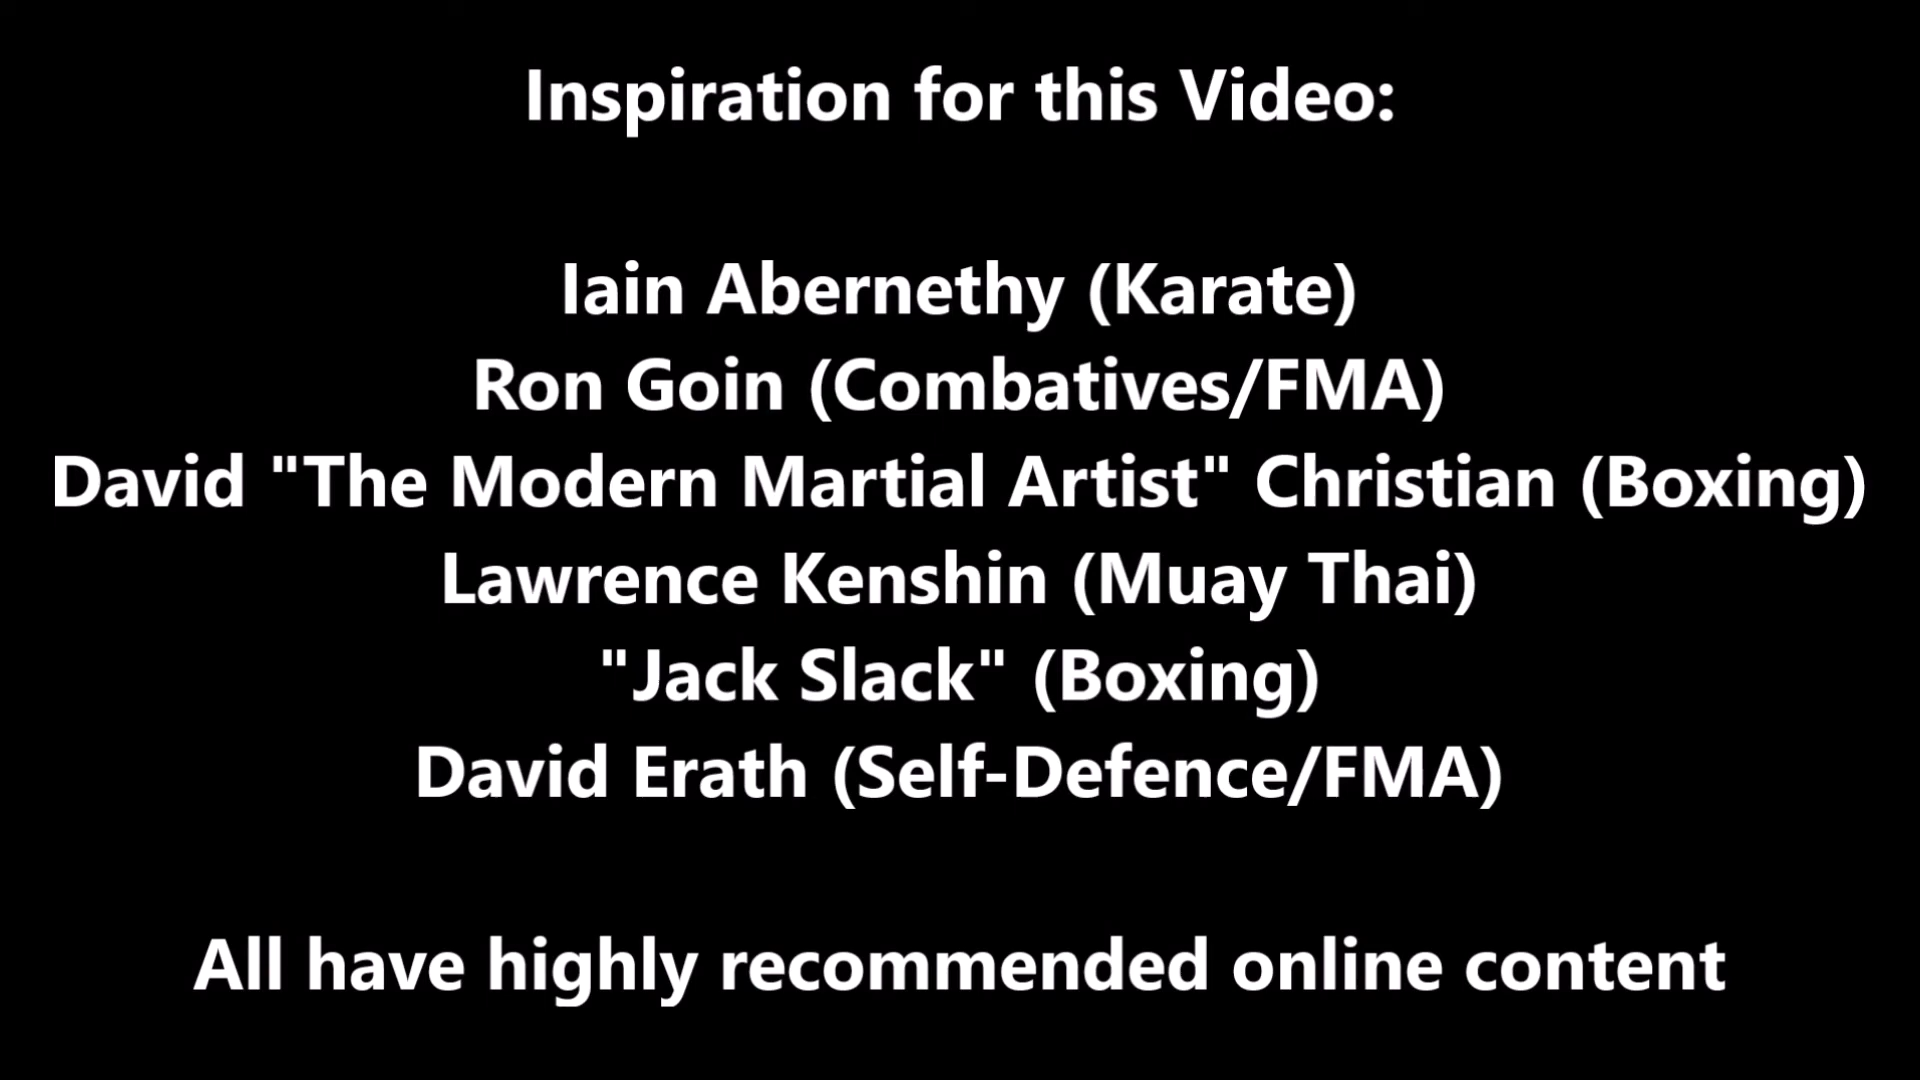 Inspiration for this Video:
Iain Abernethy (Karate)
Ron Goin (Combatives/FMA)
David "The Modern Martial Artist" Christian (Boxing)
Lawrence Kenshin (Muay Thai)
"Jack Slack" (Boxing)
David Erath (Self-Defence/FMA)
All have highly recommended online content